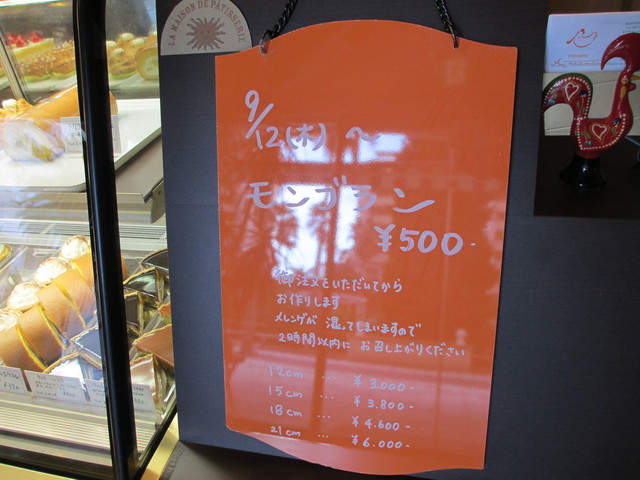 LA MAISON DE PATISSERIE
9/12(木) 〜
モンブラン
¥500-
御注文をいただいてから
お作りします
メレンゲが 湿ってしまいますので
2時間以内に お召し上がりください
12cm ... ¥3.000-
15cm ... ¥3.800-
18cm ... ¥4.600-
21cm ... ¥6.000-